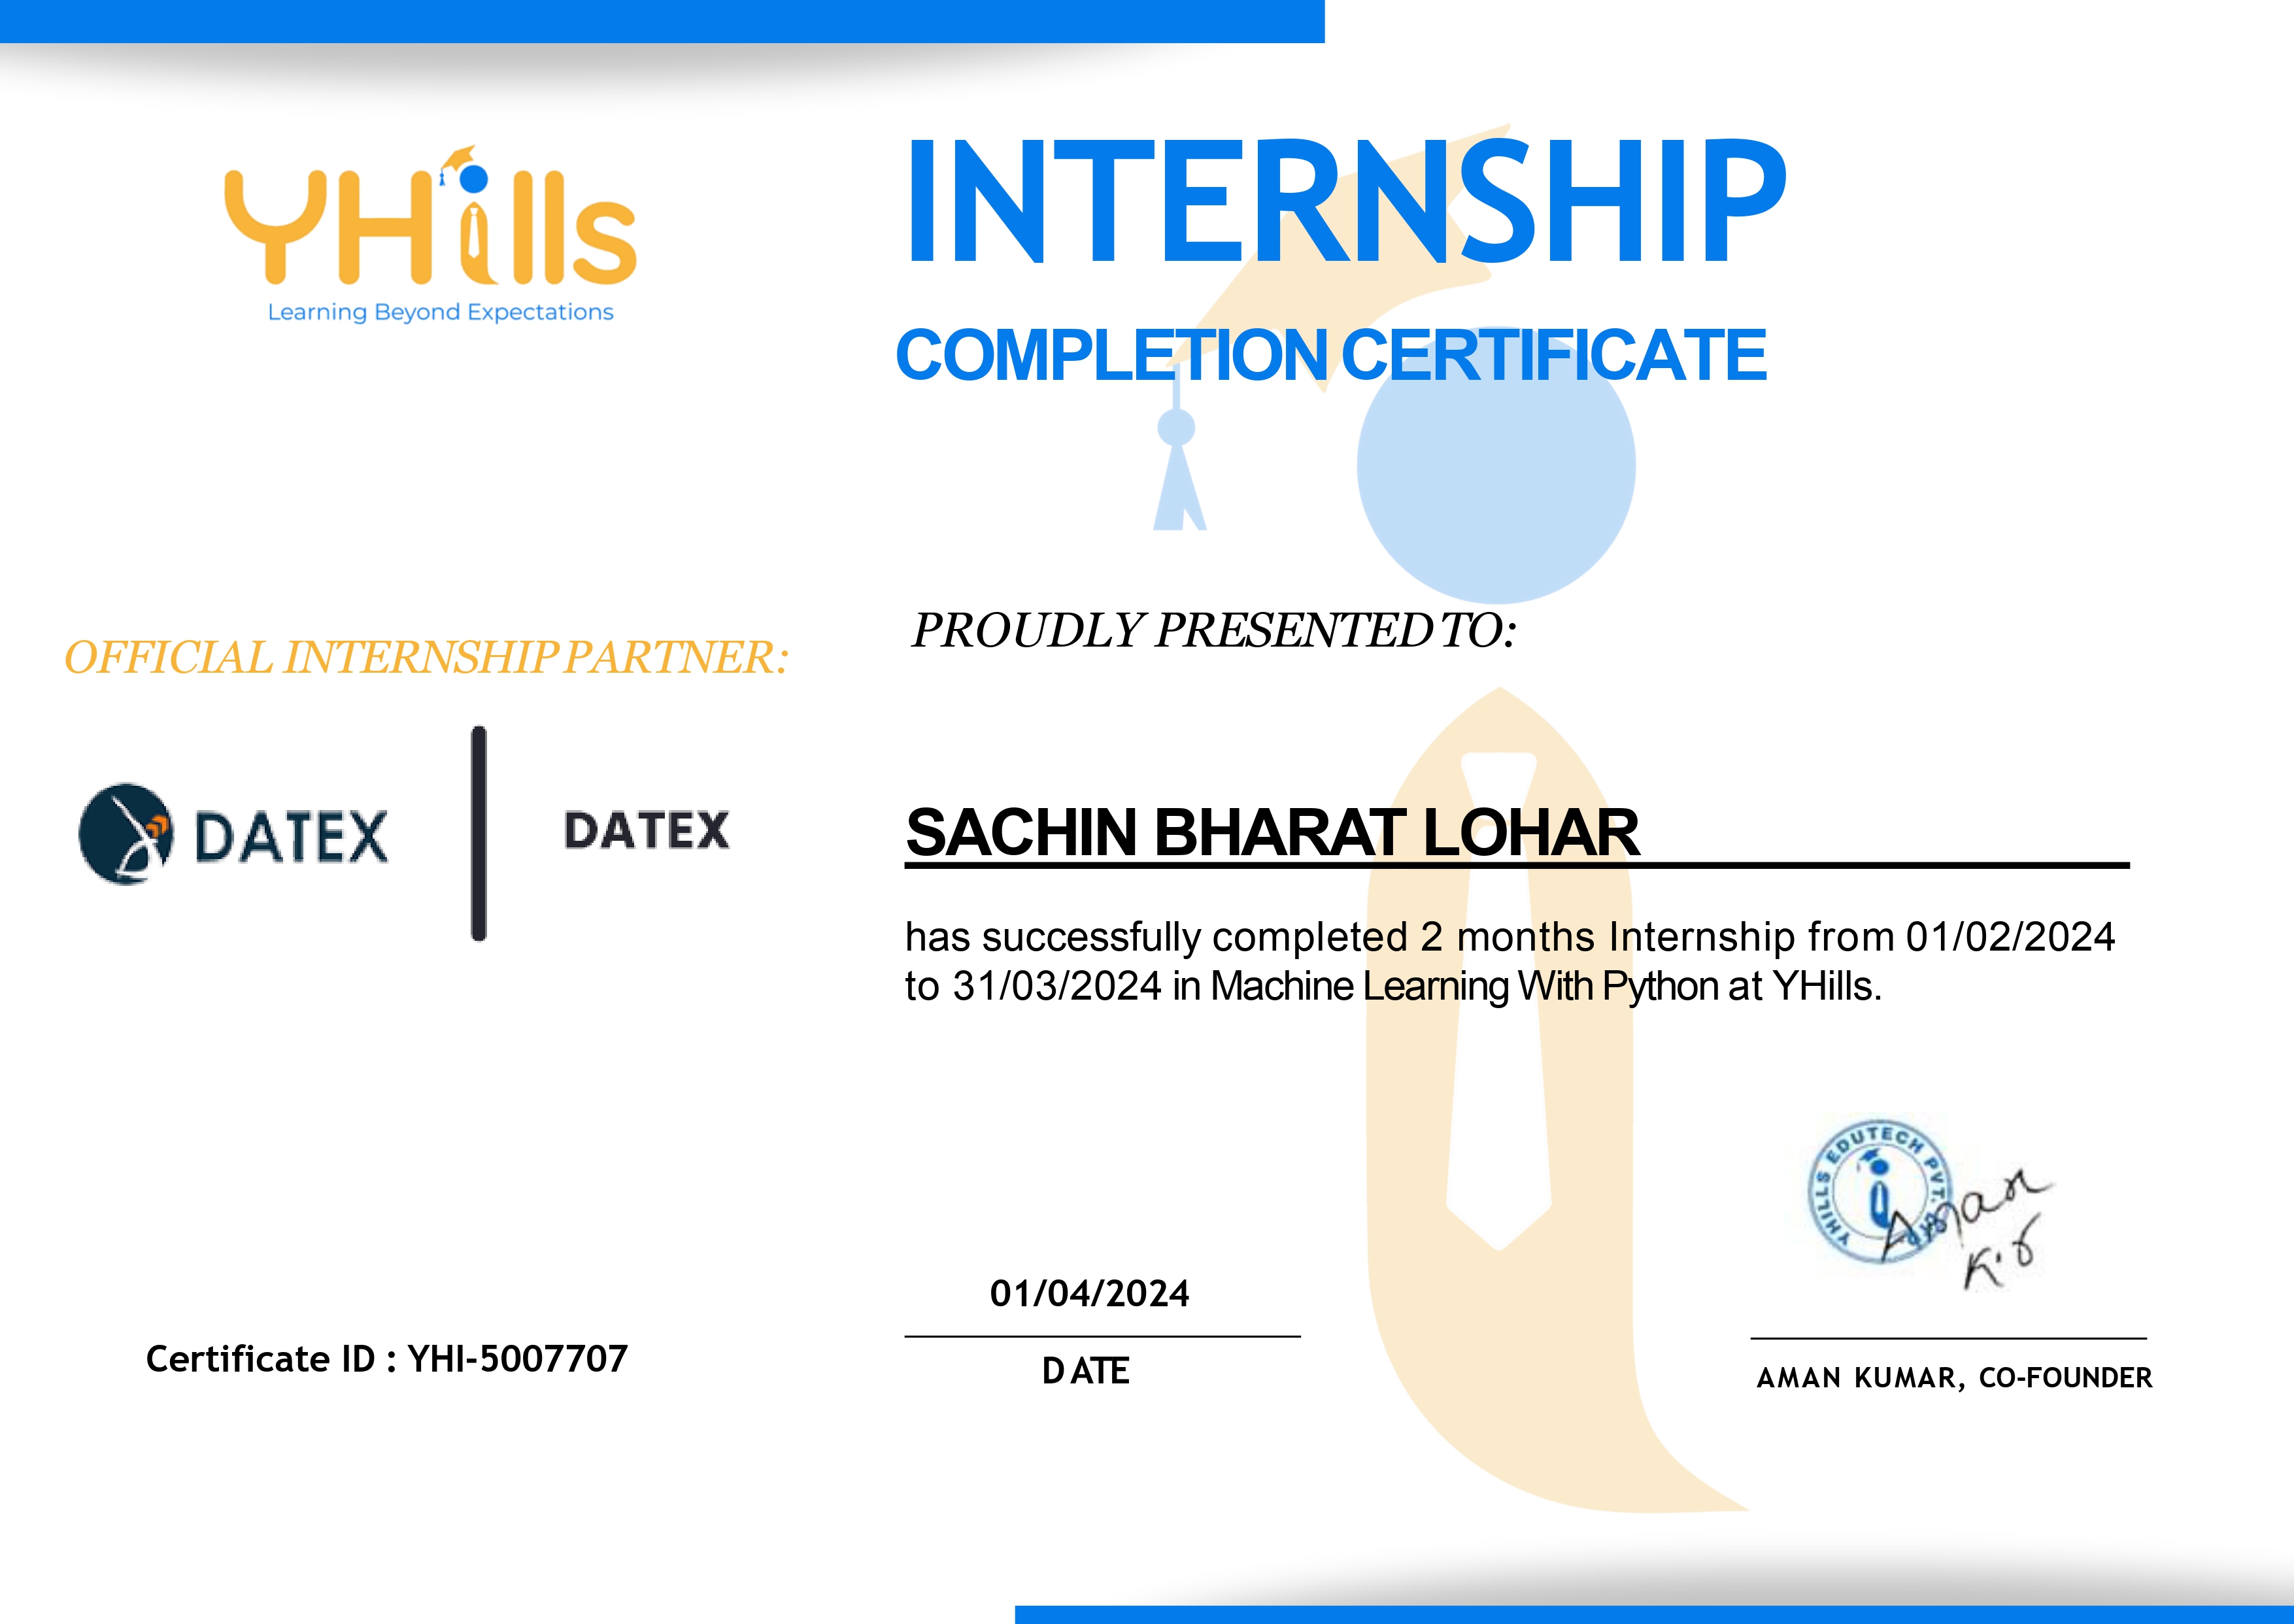 YHills
Learning Beyond Expectations
INTERNSHIP
COMPLETION CERTIFICATE
OFFICIAL INTERNSHIP PARTNER:
DATEX
DATEX
PROUDLY PRESENTED TO:
SACHIN BHARAT LOHAR
has successfully completed 2 months Internship from 01/02/2024
to 31/03/2024 in Machine Learning With Python at YHills.
YHILLS EDUTECH PVT.
Aman
Certificate ID : YHI-5007707
01/04/2024
DATE
AMAN KUMAR, CO-FOUNDER